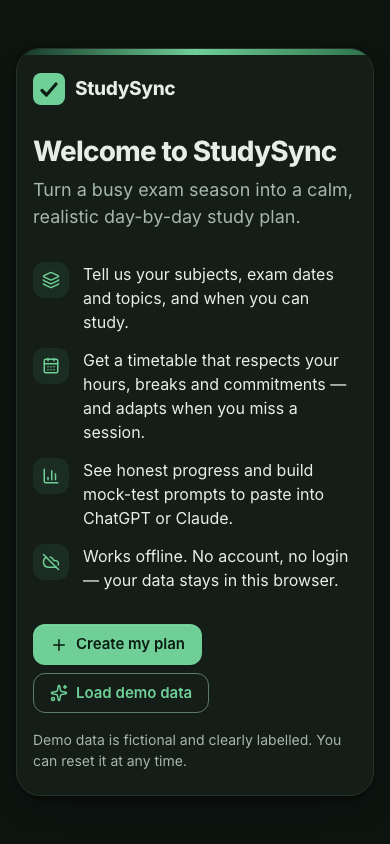 StudySync
Welcome to StudySync
Turn a busy exam season into a calm,
realistic day-by-day study plan.
Tell us your subjects, exam dates
and topics, and when you can
study.
Get a timetable that respects your
hours, breaks and commitments —
and adapts when you miss a
session.
See honest progress and build
mock-test prompts to paste into
ChatGPT or Claude.
Works offline. No account, no login
— your data stays in this browser.
Create my plan
Load demo data
Demo data is fictional and clearly labelled. You
can reset it at any time.